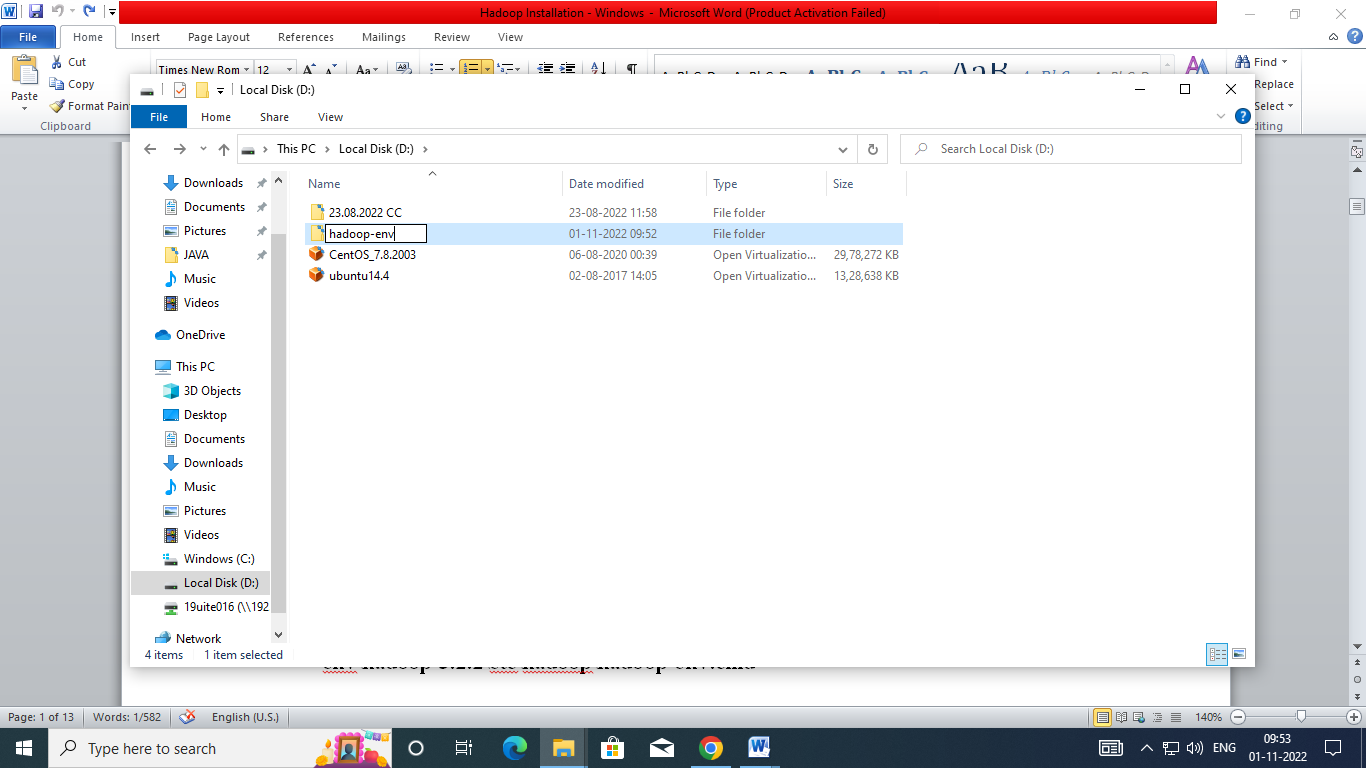 Hadoop Installation - Windows - Microsoft Word (Product Activation Failed)
File Home Insert Page Layout References Mailings Review View
Cut
Copy
Paste
Format Pain
Clipboard
Times New Rom 12
Find
Replace
Select
Local Disk (D:)
File Home Share View
This PC > Local Disk (D:) >
Search Local Disk (D:)
Name Date modified Type Size
23.08.2022 CC 23-08-2022 11:58 File folder
hadoop-env 01-11-2022 09:52 File folder
CentOS_7.8.2003 06-08-2020 00:39 Open Virtualizatio... 29,78,272 KB
ubuntu14.4 02-08-2017 14:05 Open Virtualizatio... 13,28,638 KB
Downloads
Documents
Pictures
JAVA
Music
Videos
OneDrive
This PC
3D Objects
Desktop
Documents
Downloads
Music
Pictures
Videos
Windows (C:)
Local Disk (D:)
19uite016 (\\192
Network
4 items 1 item selected
Page: 1 of 13 Words: 1/582 English (U.S.) 140%
Type here to search
ENG
09:53
01-11-2022